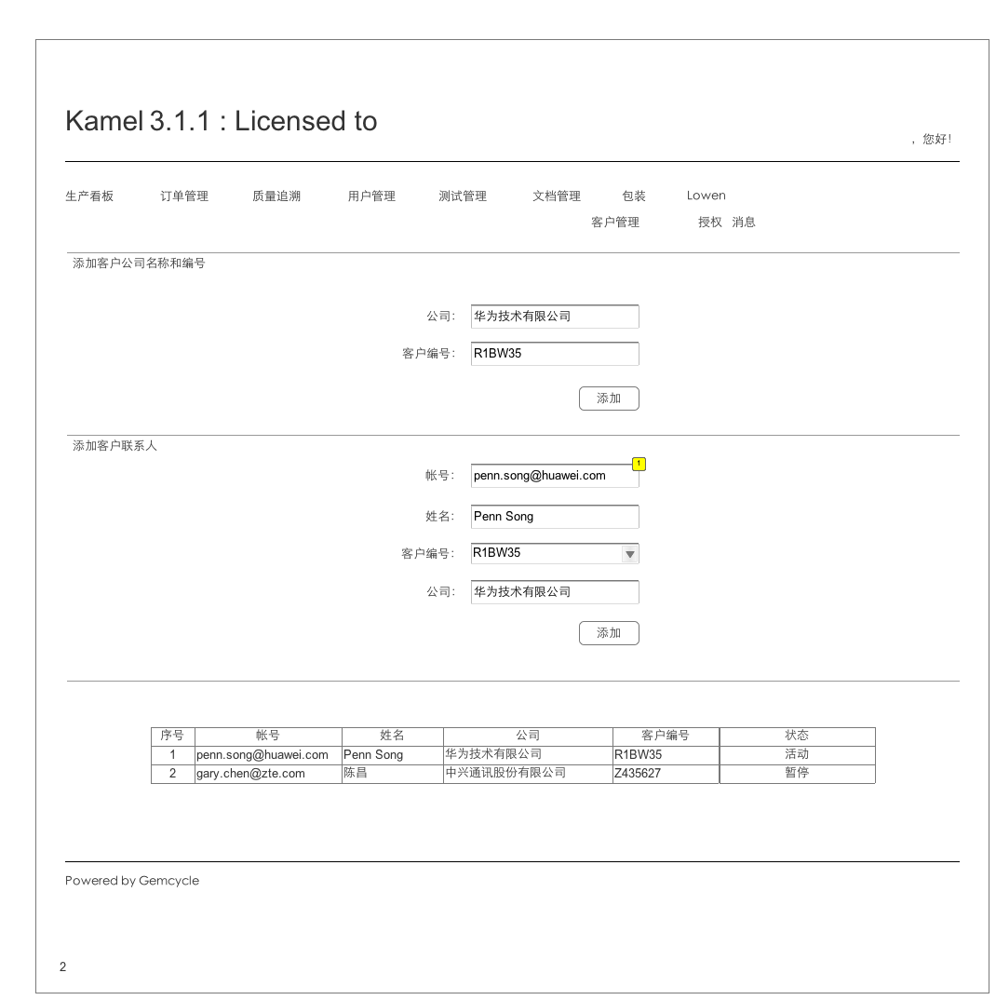 Kamel 3.1.1 : Licensed to
，您好!
生产看板 订单管理 质量追溯 用户管理 测试管理 文档管理 包装 Lowen
客户管理 授权 消息
添加客户公司名称和编号
公司: 华为技术有限公司
客户编号: R1BW35
添加
添加客户联系人
1
帐号: penn.song@huawei.com
姓名: Penn Song
客户编号: R1BW35
公司: 华为技术有限公司
添加
序号 帐号 姓名 公司 客户编号 状态
1 penn.song@huawei.com Penn Song 华为技术有限公司 R1BW35 活动
2 gary.chen@zte.com 陈昌 中兴通讯股份有限公司 Z435627 暂停
Powered by Gemcycle
2